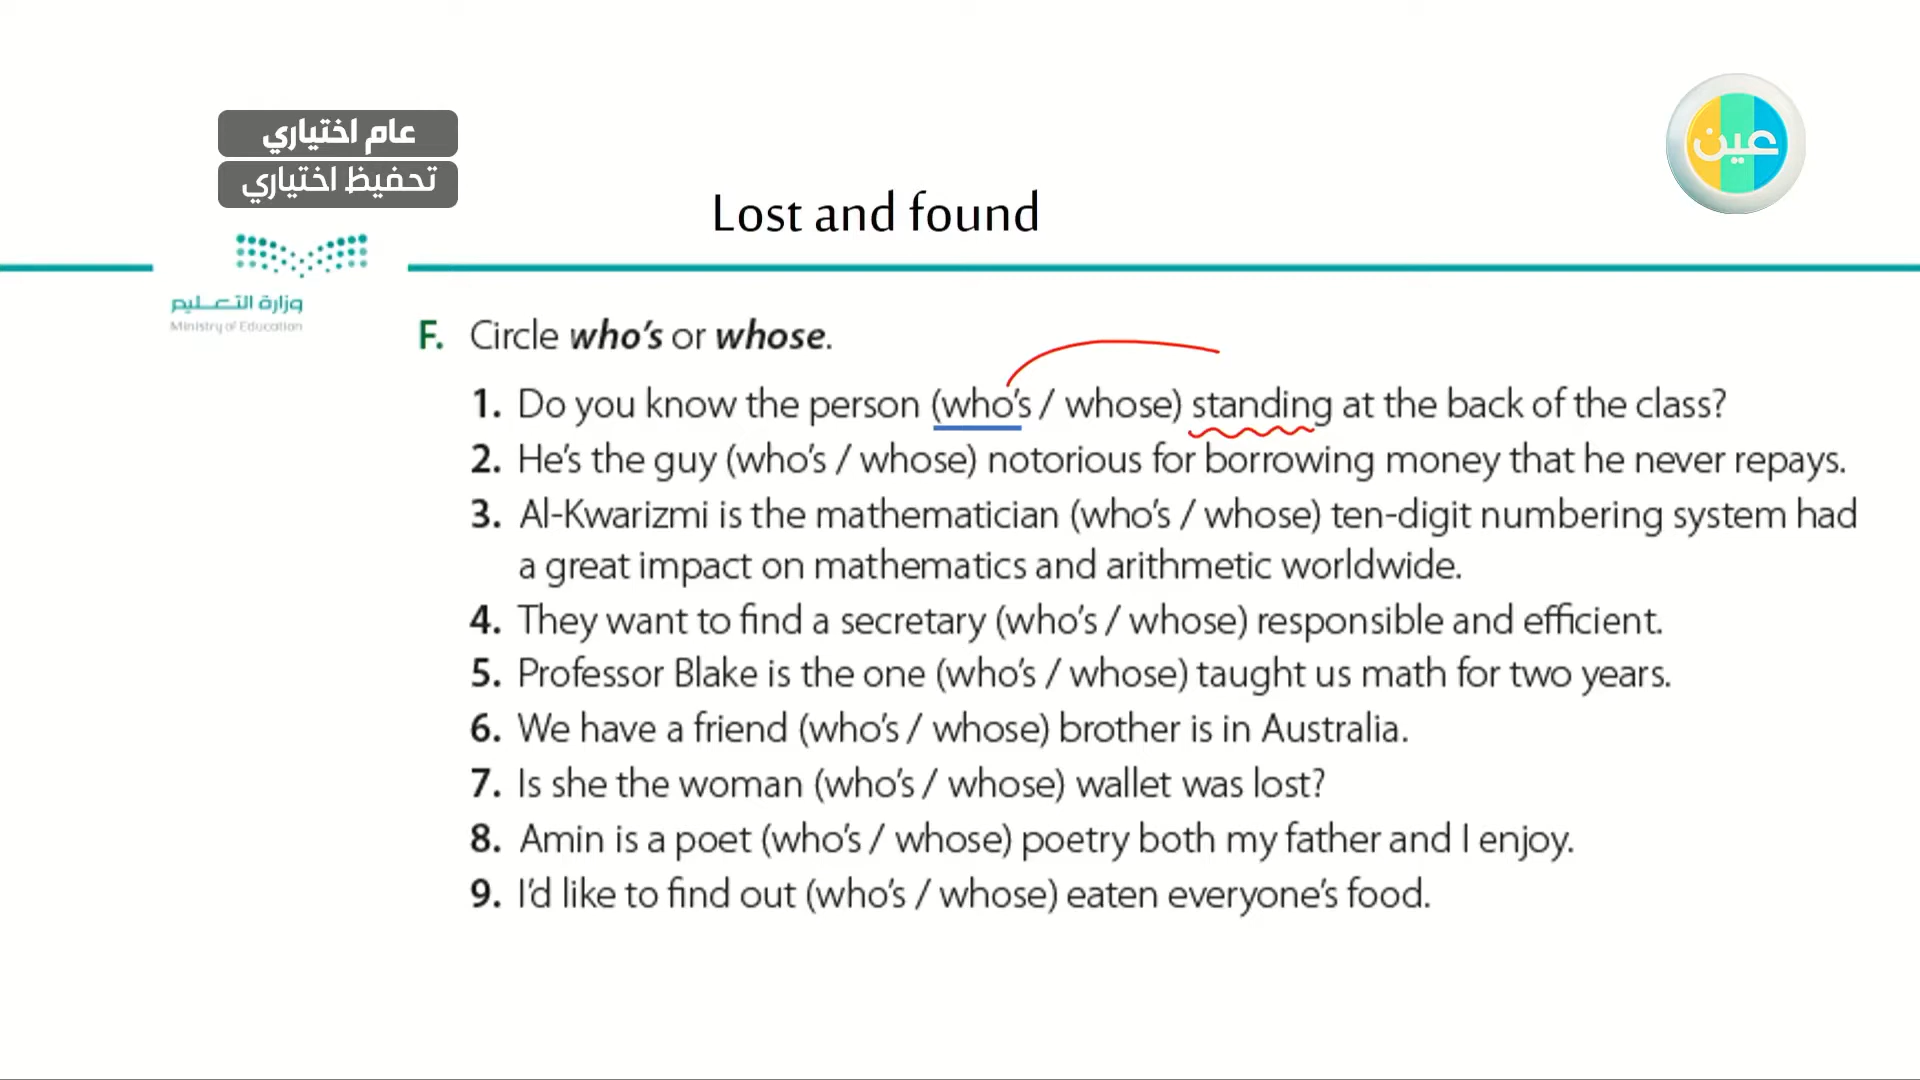 عام اختياري
تحفيظ اختياري
عين
Lost and found
وزارة التعليم
Ministry of Education
F. Circle who's or whose.
1. Do you know the person (who's / whose) standing at the back of the class?
2. He's the guy (who's / whose) notorious for borrowing money that he never repays.
3. Al-Kwarizmi is the mathematician (who's / whose) ten-digit numbering system had
a great impact on mathematics and arithmetic worldwide.
4. They want to find a secretary (who's / whose) responsible and efficient.
5. Professor Blake is the one (who's / whose) taught us math for two years.
6. We have a friend (who's / whose) brother is in Australia.
7. Is she the woman (who's / whose) wallet was lost?
8. Amin is a poet (who's / whose) poetry both my father and I enjoy.
9. I'd like to find out (who's / whose) eaten everyone's food.